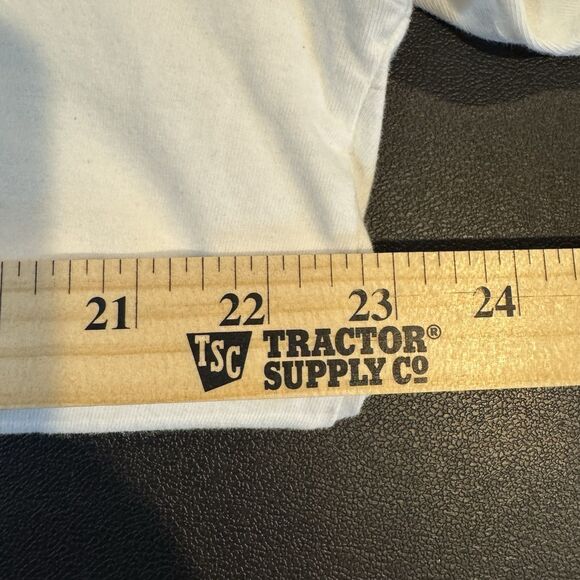 21 22 23 24
TSC TRACTOR®
SUPPLY CO